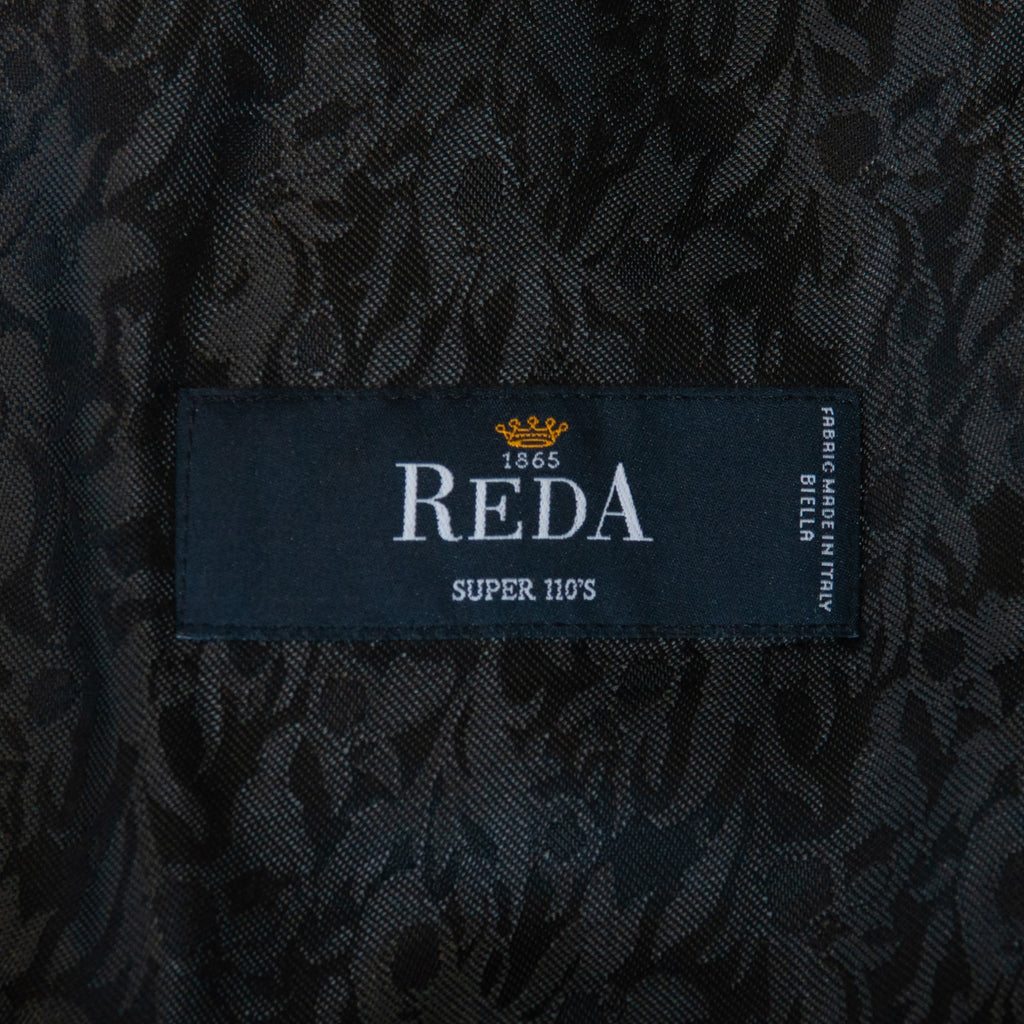 1865
REDA
SUPER 110'S
FABRIC MADE IN ITALY
BIELLA